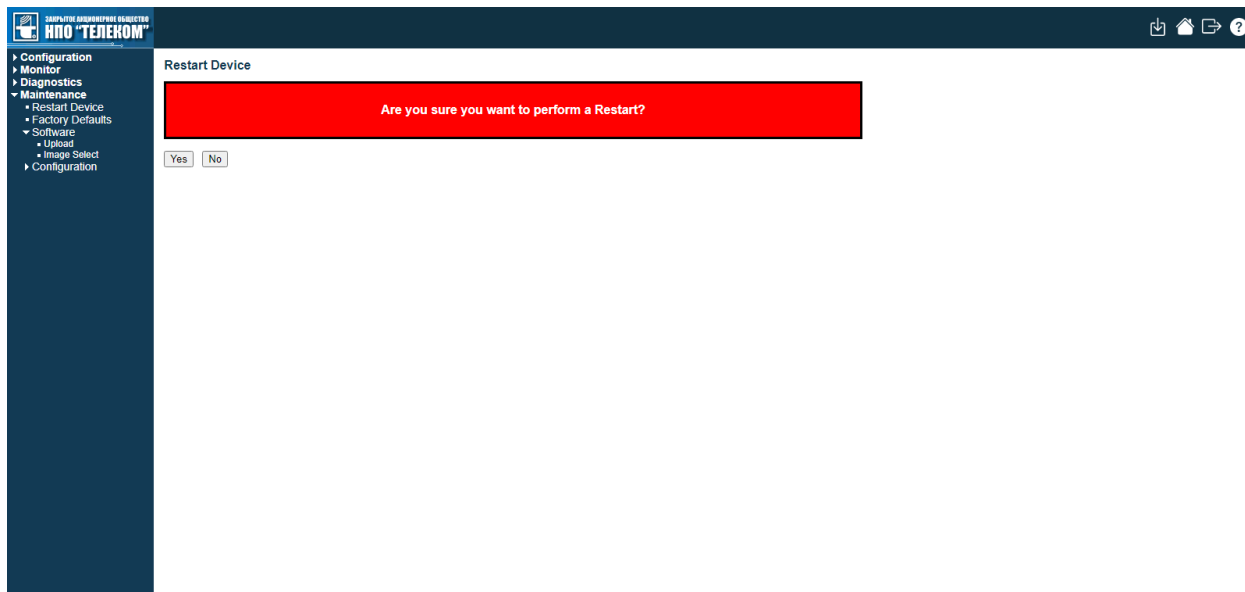 ЗАКРЫТОЕ АКЦИОНЕРНОЕ ОБЩЕСТВО
НПО "ТЕЛЕКОМ"
Configuration
Monitor
Diagnostics
Maintenance
Restart Device
Factory Defaults
Software
Upload
Image Select
Configuration
Restart Device
Are you sure you want to perform a Restart?
Yes No
?